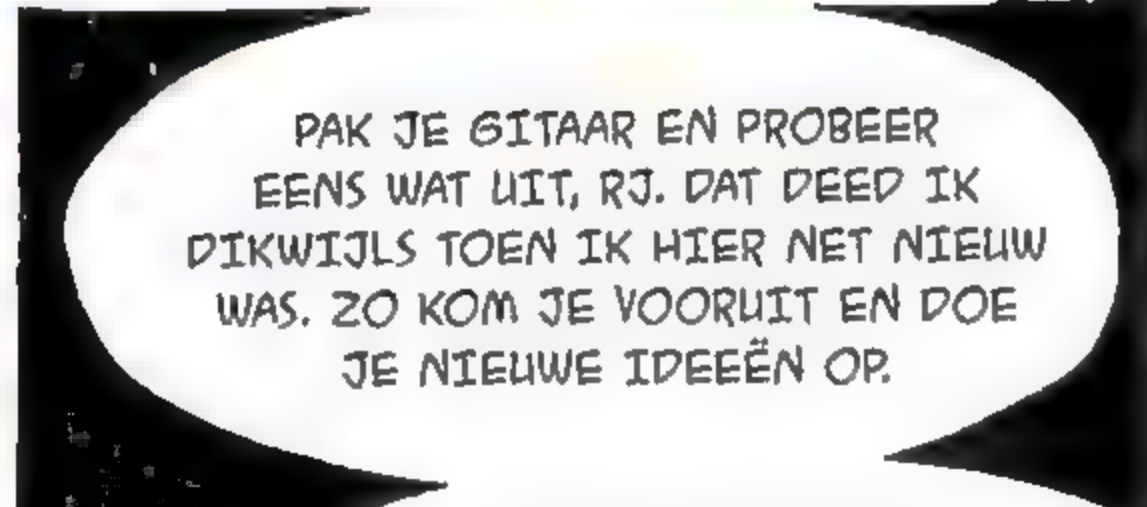 PAK JE GITAAR EN PROBEER
EENS WAT UIT, RJ. DAT DEED IK
DIKWIJLS TOEN IK HIER NET NIEUW
WAS. ZO KOM JE VOORUIT EN DOE
JE NIEUWE IDEEËN OP.